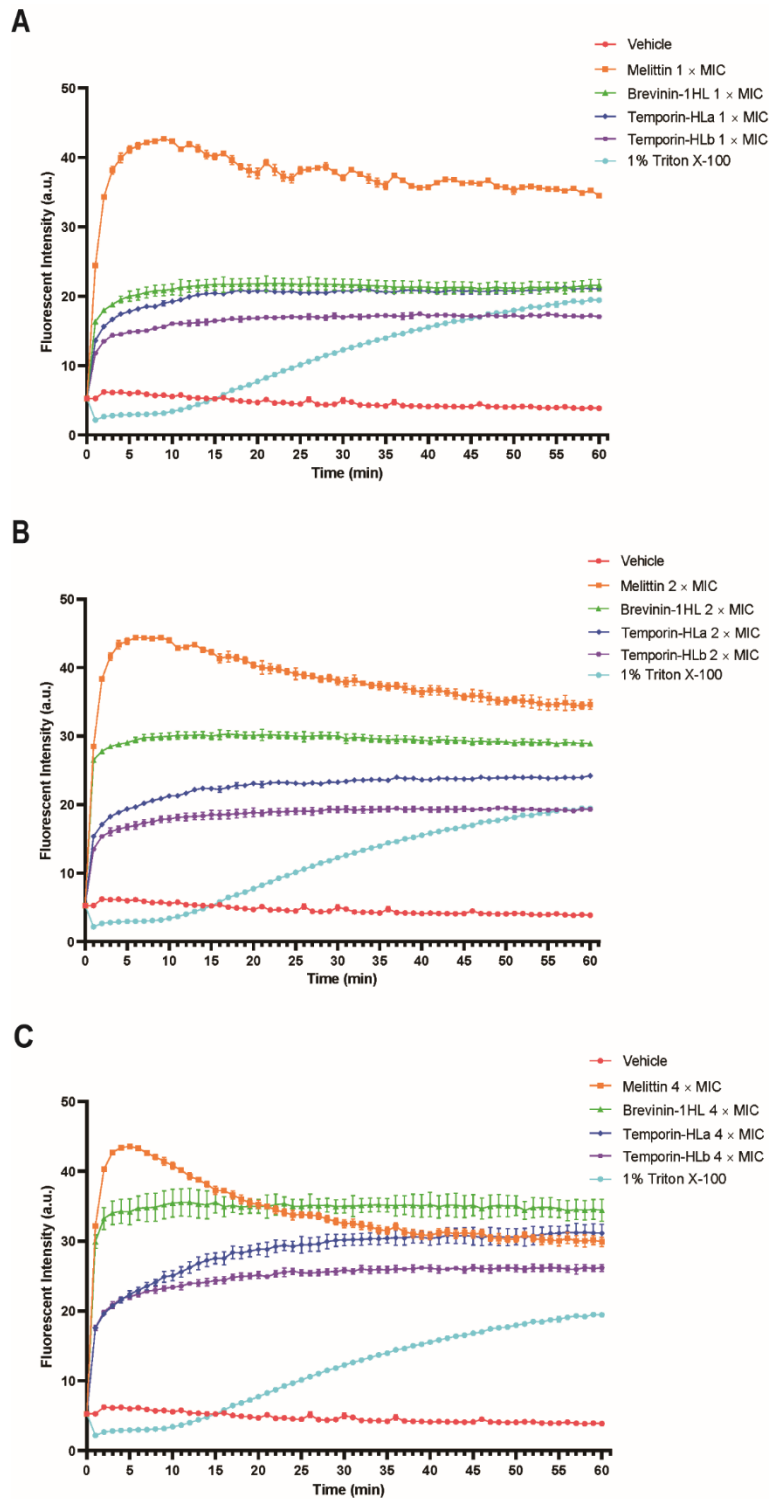 A
Vehicle
Melittin 1 × MIC
Brevinin-1HL 1 × MIC
Temporin-HLa 1 × MIC
Temporin-HLb 1 × MIC
1% Triton X-100
50
40
30
20
10
0
Fluorescent Intensity (a.u.)
0 5 10 15 20 25 30 35 40 45 50 55 60
Time (min)
B
Vehicle
Melittin 2 × MIC
Brevinin-1HL 2 × MIC
Temporin-HLa 2 × MIC
Temporin-HLb 2 × MIC
1% Triton X-100
50
40
30
20
10
0
Fluorescent Intensity (a.u.)
0 5 10 15 20 25 30 35 40 45 50 55 60
Time (min)
C
Vehicle
Melittin 4 × MIC
Brevinin-1HL 4 × MIC
Temporin-HLa 4 × MIC
Temporin-HLb 4 × MIC
1% Triton X-100
50
40
30
20
10
0
Fluorescent Intensity (a.u.)
0 5 10 15 20 25 30 35 40 45 50 55 60
Time (min)